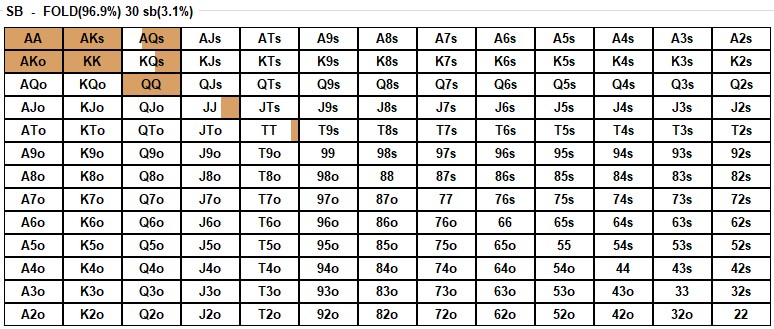 SB - FOLD(96.9%) 30 sb(3.1%)
AA AKs AQs AJs ATs A9s A8s A7s A6s A5s A4s A3s A2s
AKo KK KQs KJs KTs K9s K8s K7s K6s K5s K4s K3s K2s
AQo KQo QQ QJs QTs Q9s Q8s Q7s Q6s Q5s Q4s Q3s Q2s
AJo KJo QJo JJ JTs J9s J8s J7s J6s J5s J4s J3s J2s
ATo KTo QTo JTo TT T9s T8s T7s T6s T5s T4s T3s T2s
A9o K9o Q9o J9o T9o 99 98s 97s 96s 95s 94s 93s 92s
A8o K8o Q8o J8o T8o 98o 88 87s 86s 85s 84s 83s 82s
A7o K7o Q7o J7o T7o 97o 87o 77 76s 75s 74s 73s 72s
A6o K6o Q6o J6o T6o 96o 86o 76o 66 65s 64s 63s 62s
A5o K5o Q5o J5o T5o 95o 85o 75o 65o 55 54s 53s 52s
A4o K4o Q4o J4o T4o 94o 84o 74o 64o 54o 44 43s 42s
A3o K3o Q3o J3o T3o 93o 83o 73o 63o 53o 43o 33 32s
A2o K2o Q2o J2o T2o 92o 82o 72o 62o 52o 42o 32o 22